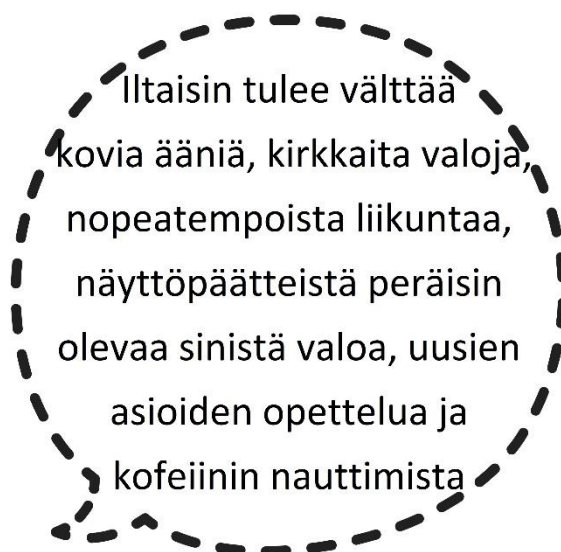 Iltaisin tulee välttää
kovia ääniä, kirkkaita valoja,
nopeatempoista liikuntaa,
näyttöpäätteistä peräisin
olevaa sinistä valoa, uusien
asioiden opettelua ja
kofeiinin nauttimista